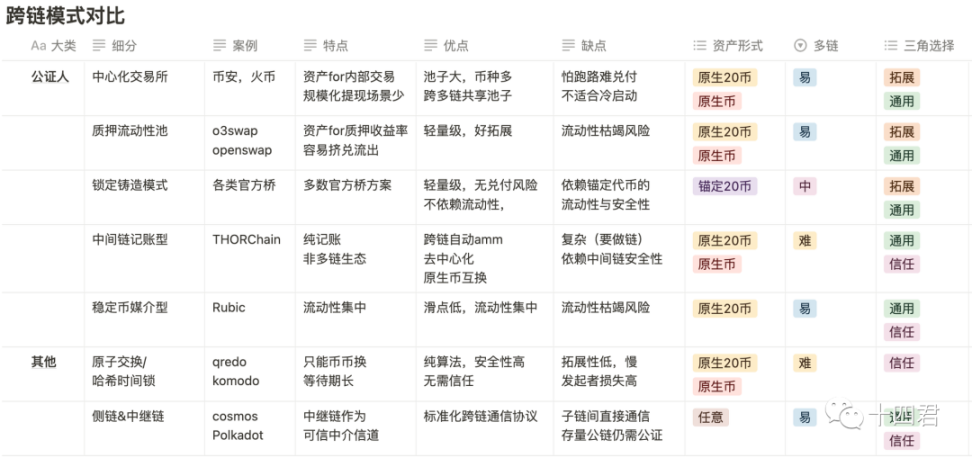 跨链模式对比
Aa 大类 细分 案例 特点 优点 缺点 资产形式 多链 三角选择
公证人 中心化交易所 币安，火币 资产for内部交易 池子大，币种多 怕跑路难兑付 原生20币 易 拓展
规模化提现场景少 跨多链共享池子 不适合冷启动 原生币 通用
质押流动性池 o3swap 资产for质押收益率 轻量级，好拓展 流动性枯竭风险 原生20币 易 拓展
openswap 容易挤兑流出 原生币 通用
锁定铸造模式 各类官方桥 多数官方桥方案 轻量级，无兑付风险 依赖锚定代币的 锚定20币 中 拓展
不依赖流动性， 流动性与安全性 通用
中间链记账型 THORChain 纯记账 跨链自动amm 复杂（要做链） 原生20币 难 通用
非多链生态 去中心化 依赖中间链安全性 原生币 信任
原生币互换
稳定币媒介型 Rubic 流动性集中 滑点低，流动性集中 流动性枯竭风险 原生20币 易 通用
信任
其他 原子交换/ qredo 只能币币换 纯算法，安全性高 拓展性低，慢 原生20币 难 信任
哈希时间锁 komodo 等待期长 无需信任 发起者损失高 原生币
侧链&中继链 cosmos 中继链作为 标准化跨链通信协议 子链间直接通信 任意 易
Polkadot 可信中介信道 存量公链仍需公证 信任
十四君